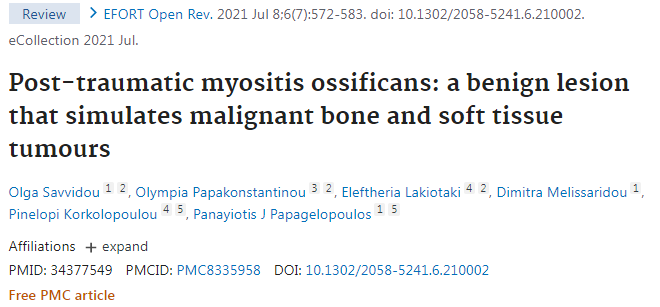 Review > EFORT Open Rev. 2021 Jul 8;6(7):572-583. doi: 10.1302/2058-5241.6.210002.
eCollection 2021 Jul.
Post-traumatic myositis ossificans: a benign lesion
that simulates malignant bone and soft tissue
tumours
Olga Savvidou 1 2, Olympia Papakonstantinou 3 2, Eleftheria Lakiotaki 4 2, Dimitra Melissaridou 1,
Pinelopi Korkolopoulou 4 5, Panayiotis J Papagelopoulos 1 5
Affiliations + expand
PMID: 34377549 PMCID: PMC8335958 DOI: 10.1302/2058-5241.6.210002
Free PMC article